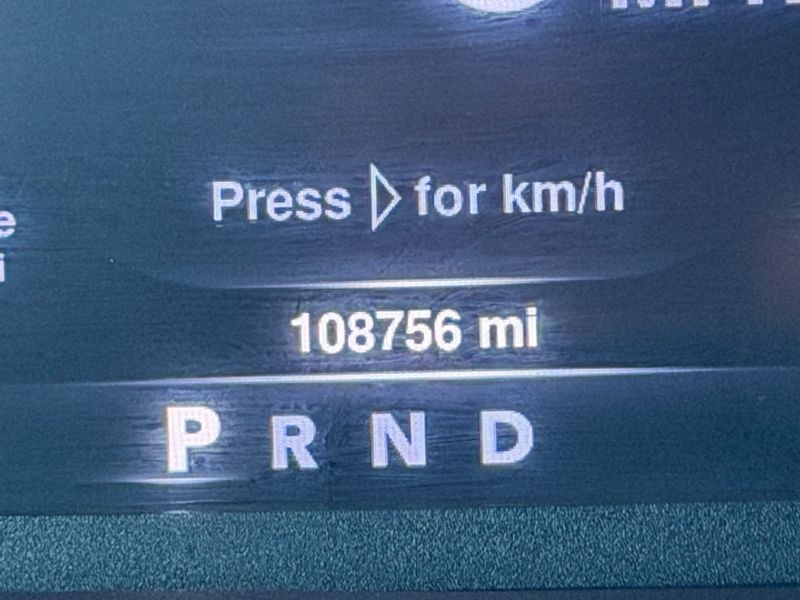 Press ▷ for km/h
108756 mi
P R N D